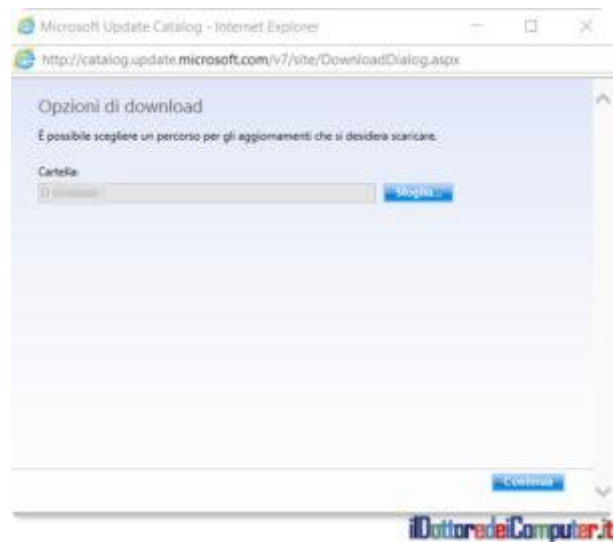 Microsoft Update Catalog - Internet Explorer
http://catalog.update.microsoft.com/v7/site/DownloadDialog.aspx
Opzioni di download
È possibile scegliere un percorso per gli aggiornamenti che si desidera scaricare.
Cartella:
Sfoglia...
Continua
ilDottoredeiComputer.it